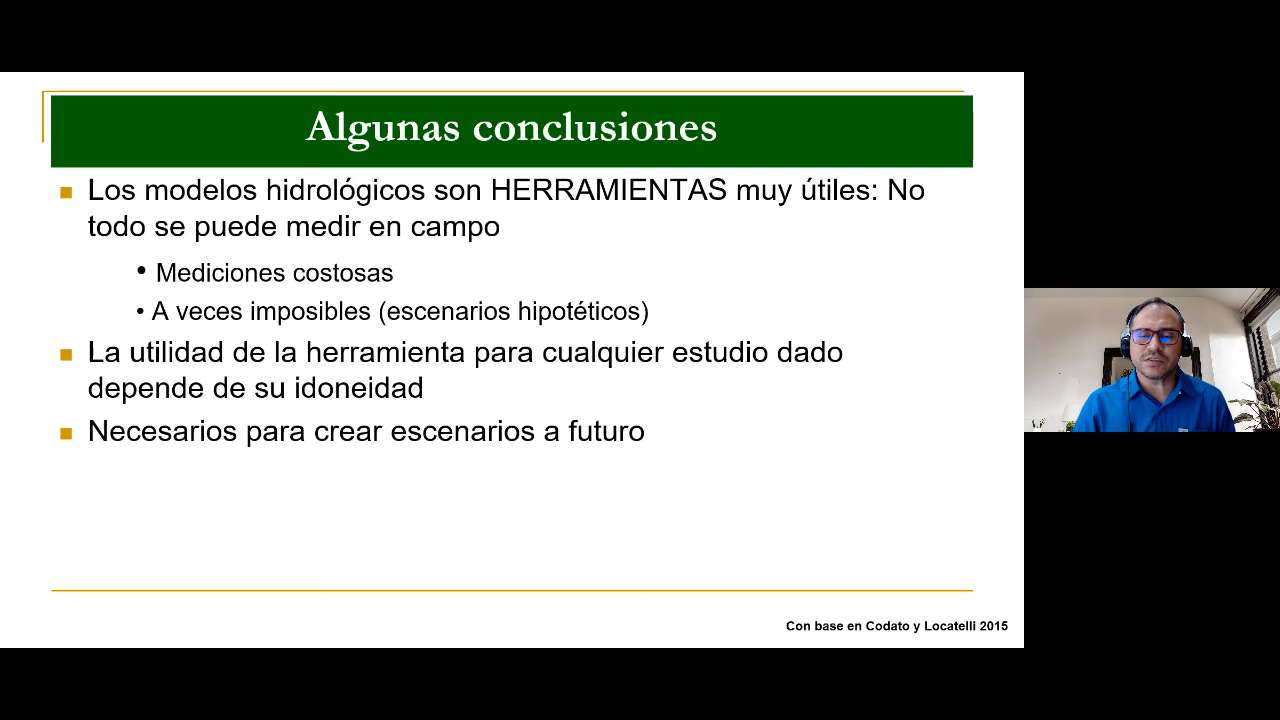 Algunas conclusiones
Los modelos hidrológicos son HERRAMIENTAS muy útiles: No
todo se puede medir en campo
• Mediciones costosas
• A veces imposibles (escenarios hipotéticos)
La utilidad de la herramienta para cualquier estudio dado
depende de su idoneidad
Necesarios para crear escenarios a futuro
Con base en Codato y Locatelli 2015